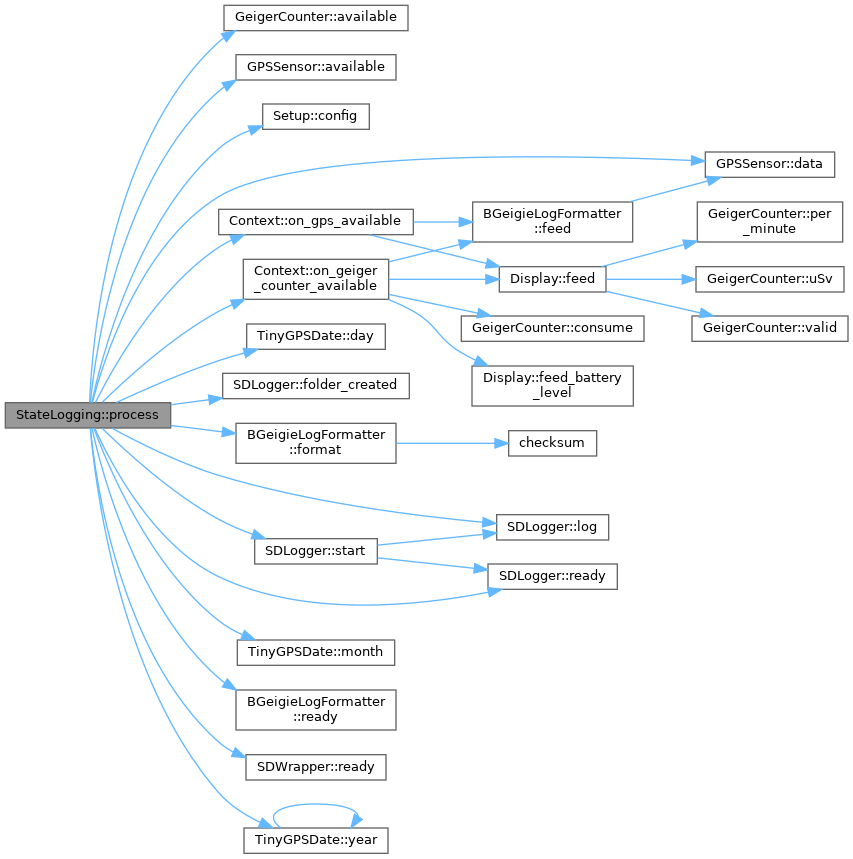 GeigerCounter::available
GPSSensor::available
Setup::config
GPSSensor::data
Context::on_gps_available
BGeigieLogFormatter
::feed
GeigerCounter::per
_minute
Context::on_geiger
_counter_available
Display::feed
GeigerCounter::uSv
GeigerCounter::consume
GeigerCounter::valid
TinyGPSDate::day
Display::feed_battery
_level
SDLogger::folder_created
StateLogging::process
BGeigieLogFormatter
::format
checksum
SDLogger::log
SDLogger::start
SDLogger::ready
TinyGPSDate::month
BGeigieLogFormatter
::ready
SDWrapper::ready
TinyGPSDate::year